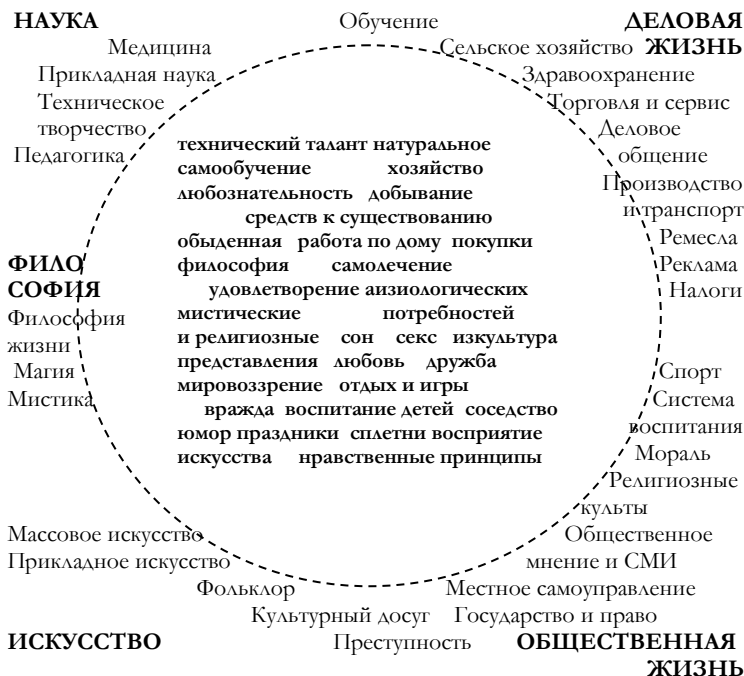 НАУКА Обучение ДЕЛОВАЯ
Медицина Сельское хозяйство ЖИЗНЬ
Прикладная наука Здравоохранение
Техническое Торговля и сервис
творчество Деловое
Педагогика общение
технический талант натуральное
самообучение хозяйство
любознательность добывание
средств к существованию
обыденная работа по дому покупки
философия самолечение
удовлетворение аизиологических
мистические потребностей
и религиозные сон секс изкультура
представления любовь дружба
мировоззрение отдых и игры
вражда воспитание детей соседство
юмор праздники сплетни восприятие
искусства нравственные принципы
Производство
и транспорт
Ремесла
Реклама
Налоги
ФИЛО
СОФИЯ
Философия
жизни
Магия
Мистика
Спорт
Система
воспитания
Мораль
Религиозные
культы
Массовое искусство Общественное
Прикладное искусство мнение и СМИ
Фольклор Местное самоуправление
Культурный досуг Государство и право
ИСКУССТВО Преступность ОБЩЕСТВЕННАЯ
ЖИЗНЬ